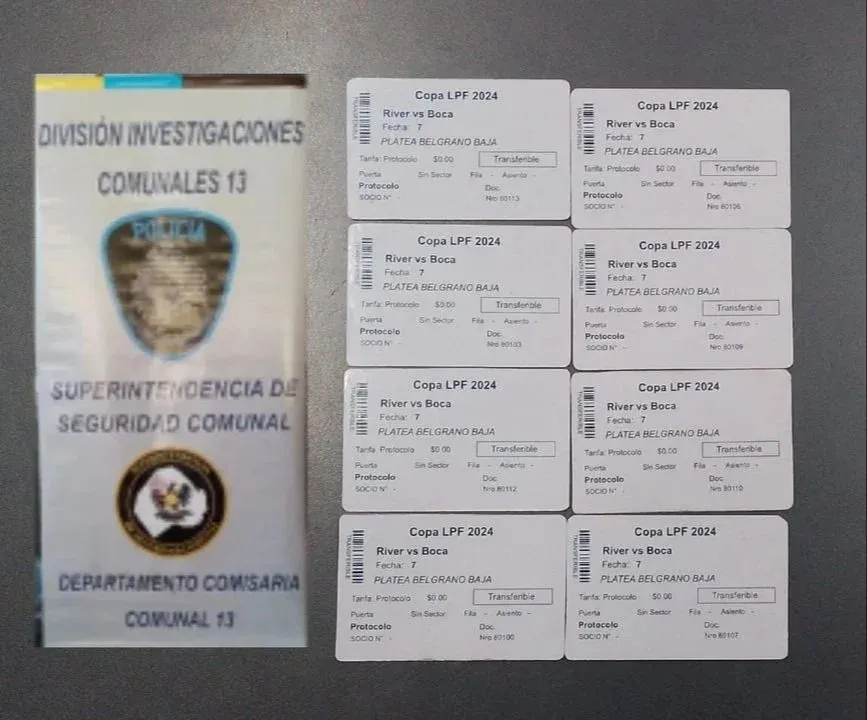 DIVISIÓN INVESTIGACIONES
COMUNALES 13
POLICIA
SUPERINTENDENCIA DE
SEGURIDAD COMUNAL
DEPARTAMENTO COMISARIA
COMUNAL 13
Copa LPF 2024
TRANSFERIBLE
River vs Boca
Fecha: 7
PLATEA BELGRANO BAJA
Tarifa: Protocolo $0.00 Transferible
Puerta Sin Sector Fila - Asiento -
Protocolo Doc.
SOCIO N° - Nro 80113
Copa LPF 2024
TRANSFERIBLE
River vs Boca
Fecha: 7
PLATEA BELGRANO BAJA
Tarifa: Protocolo $0.00 Transferible
Puerta Sin Sector Fila - Asiento -
Protocolo Doc.
SOCIO N° - Nro 80106
Copa LPF 2024
TRANSFERIBLE
River vs Boca
Fecha: 7
PLATEA BELGRANO BAJA
Tarifa: Protocolo $0.00 Transferible
Puerta Sin Sector Fila - Asiento -
Protocolo Doc.
SOCIO N° - Nro 80103
Copa LPF 2024
TRANSFERIBLE
River vs Boca
Fecha: 7
PLATEA BELGRANO BAJA
Tarifa: Protocolo $0.00 Transferible
Puerta Sin Sector Fila - Asiento -
Protocolo Doc.
SOCIO N° - Nro 80109
Copa LPF 2024
TRANSFERIBLE
River vs Boca
Fecha: 7
PLATEA BELGRANO BAJA
Tarifa: Protocolo $0.00 Transferible
Puerta Sin Sector Fila - Asiento -
Protocolo Doc.
SOCIO N° - Nro 80112
Copa LPF 2024
TRANSFERIBLE
River vs Boca
Fecha: 7
PLATEA BELGRANO BAJA
Tarifa: Protocolo $0.00 Transferible
Puerta Sin Sector Fila - Asiento -
Protocolo Doc.
SOCIO N° - Nro 80110
Copa LPF 2024
TRANSFERIBLE
River vs Boca
Fecha: 7
PLATEA BELGRANO BAJA
Tarifa: Protocolo $0.00 Transferible
Puerta Sin Sector Fila - Asiento -
Protocolo Doc.
SOCIO N° - Nro 80100
Copa LPF 2024
TRANSFERIBLE
River vs Boca
Fecha: 7
PLATEA BELGRANO BAJA
Tarifa: Protocolo $0.00 Transferible
Puerta Sin Sector Fila - Asiento -
Protocolo Doc.
SOCIO N° - Nro 80107